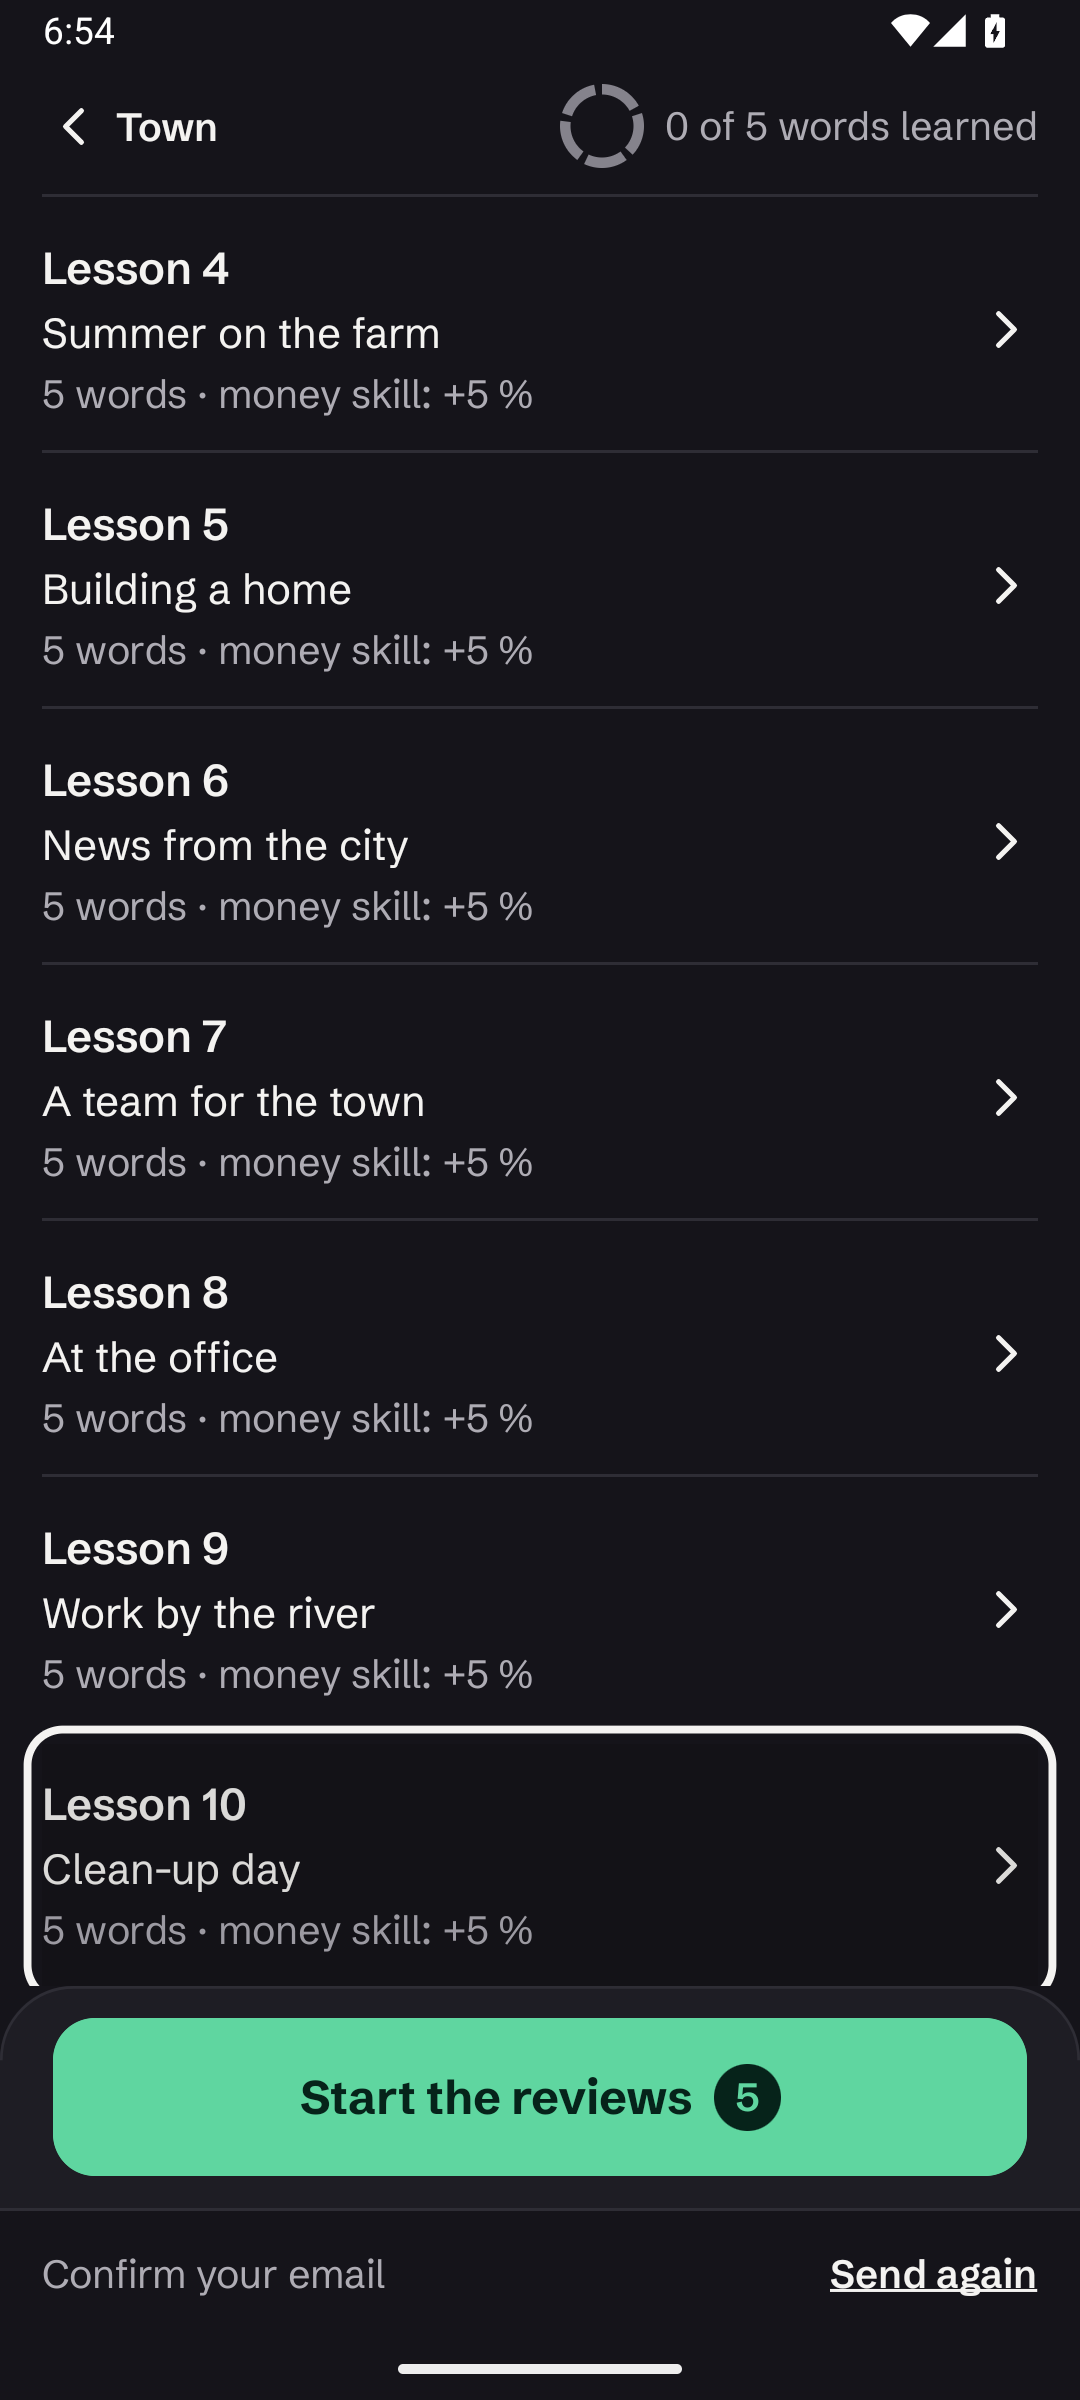 6:54
Town
0 of 5 words learned
Lesson 4
Summer on the farm
5 words · money skill: +5 %
Lesson 5
Building a home
5 words · money skill: +5 %
Lesson 6
News from the city
5 words · money skill: +5 %
Lesson 7
A team for the town
5 words · money skill: +5 %
Lesson 8
At the office
5 words · money skill: +5 %
Lesson 9
Work by the river
5 words · money skill: +5 %
Lesson 10
Clean-up day
5 words · money skill: +5 %
Start the reviews 5
Confirm your email Send again